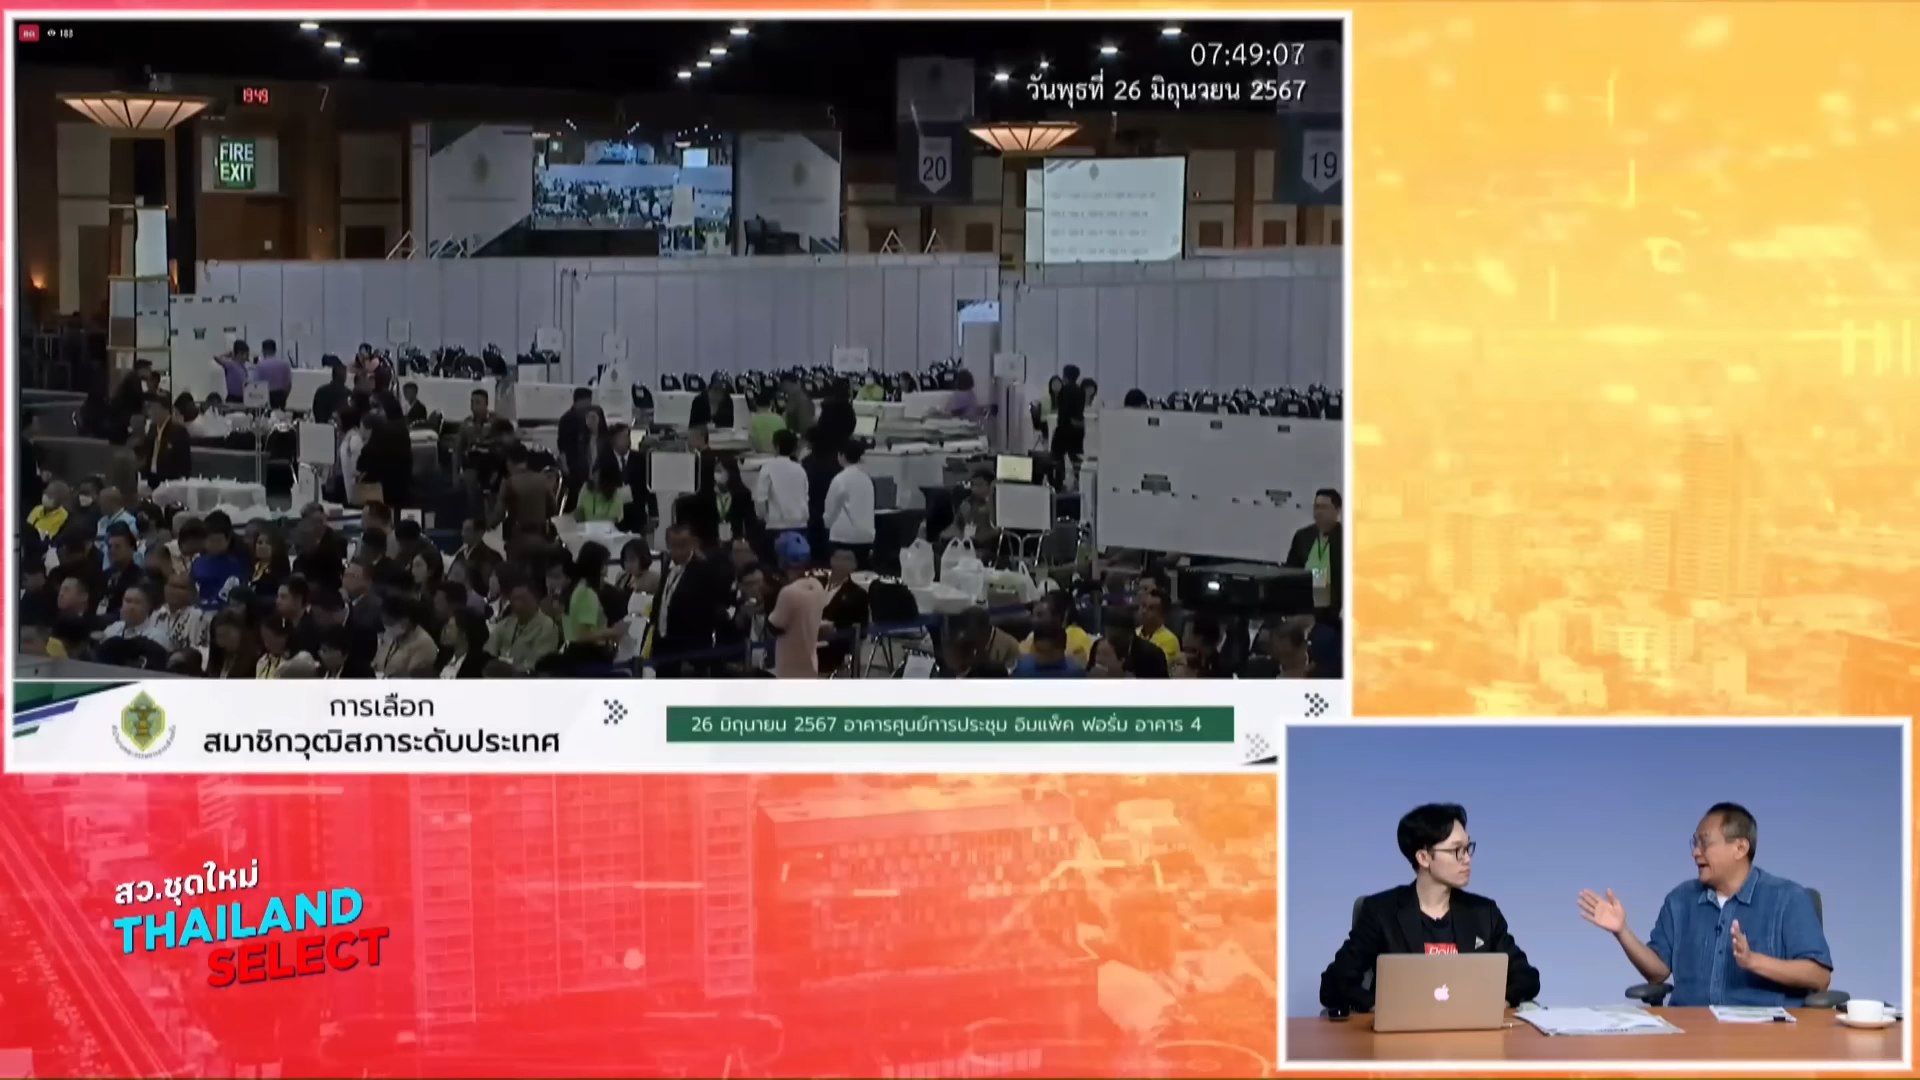 สด 183
07:49:07
วันพุธที่ 26 มิถุนายน 2567
19:49
FIRE
EXIT
20
19
การเลือก
สมาชิกวุฒิสภาระดับประเทศ
26 มิถุนายน 2567 อาคารศูนย์การประชุม อิมแพ็ค ฟอรั่ม อาคาร 4
สว.ชุดใหม่
THAILAND
SELECT